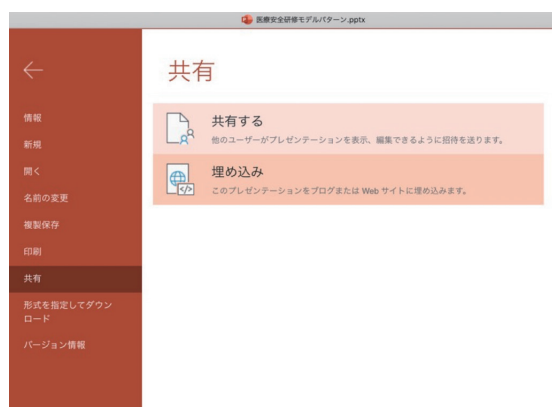 医療安全研修モデルパターン.pptx
共有
情報
新規
開く
名前の変更
複製保存
印刷
共有
形式を指定してダウン
ロード
バージョン情報
共有する
他のユーザーがプレゼンテーションを表示、編集できるように招待を送ります。
埋め込み
このプレゼンテーションをブログまたは Web サイトに埋め込みます。